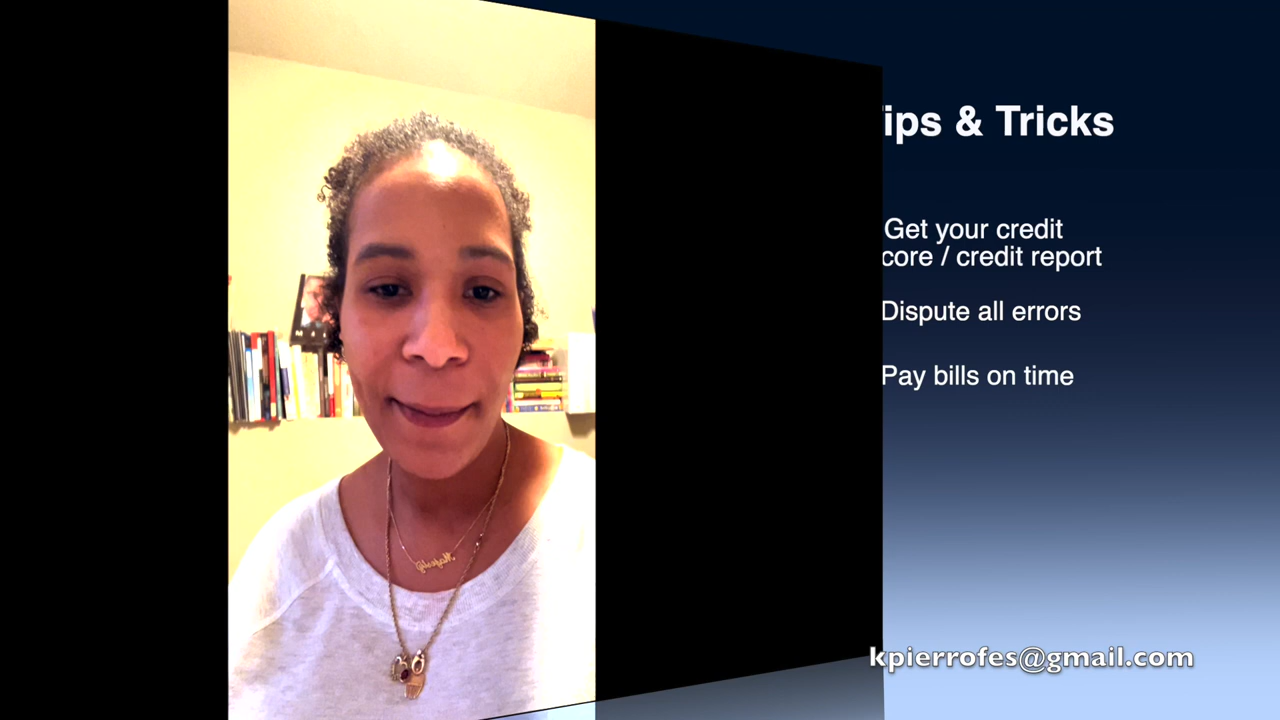 ips & Tricks
Get your credit
core / credit report
Dispute all errors
Pay bills on time
kpierrofes@gmail.com